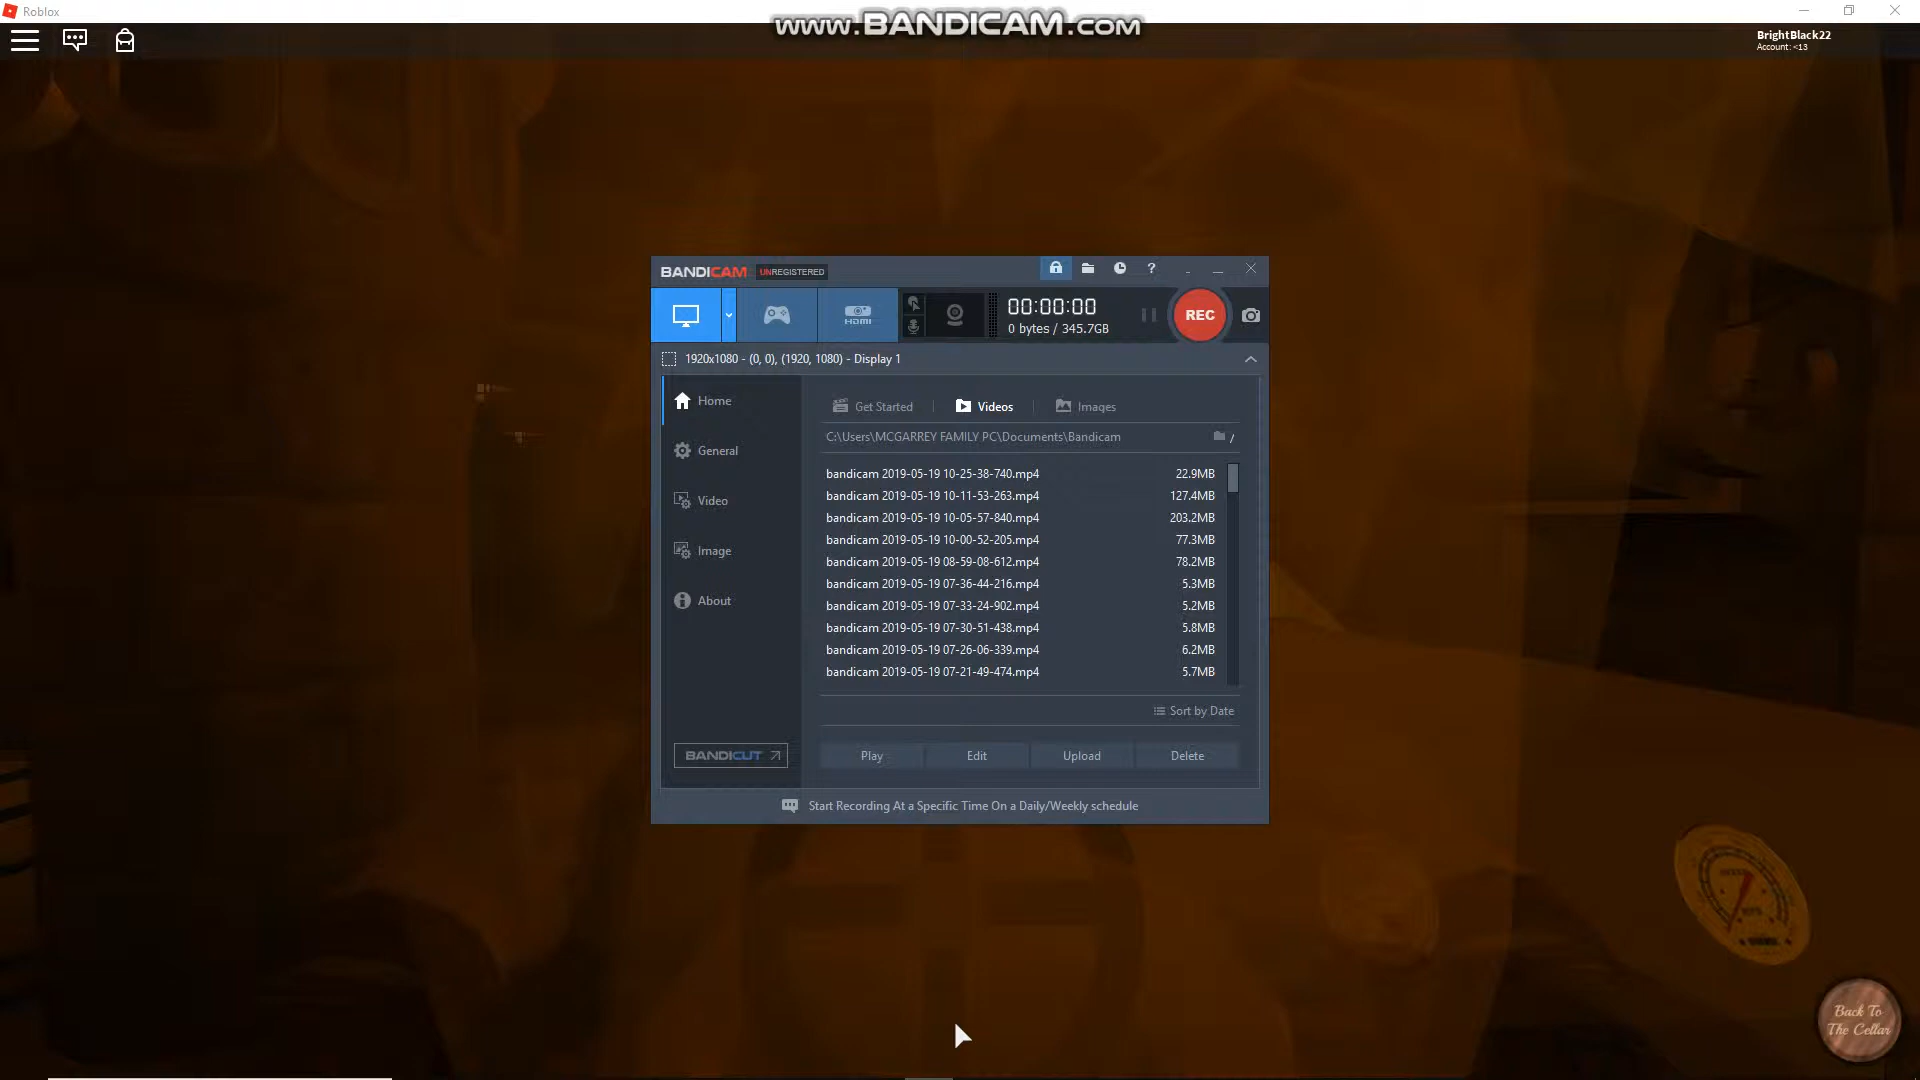 Roblox
www.BANDICAM.com
BrightBlack22
Account: <13
BANDICAM UNREGISTERED
?
HDMI
00:00:00
0 bytes / 345.7GB
REC
1920x1080 - (0, 0), (1920, 1080) - Display 1
Home
General
Video
Image
About
Get Started
Videos
Images
C:\Users\MCGARREY FAMILY PC\Documents\Bandicam
/
bandicam 2019-05-19 10-25-38-740.mp4 22.9MB
bandicam 2019-05-19 10-11-53-263.mp4 127.4MB
bandicam 2019-05-19 10-05-57-840.mp4 203.2MB
bandicam 2019-05-19 10-00-52-205.mp4 77.3MB
bandicam 2019-05-19 08-59-08-612.mp4 78.2MB
bandicam 2019-05-19 07-36-44-216.mp4 5.3MB
bandicam 2019-05-19 07-33-24-902.mp4 5.2MB
bandicam 2019-05-19 07-30-51-438.mp4 5.8MB
bandicam 2019-05-19 07-26-06-339.mp4 6.2MB
bandicam 2019-05-19 07-21-49-474.mp4 5.7MB
Sort by Date
BANDICUT
Play
Edit
Upload
Delete
Start Recording At a Specific Time On a Daily/Weekly schedule
Back To
The Cellar